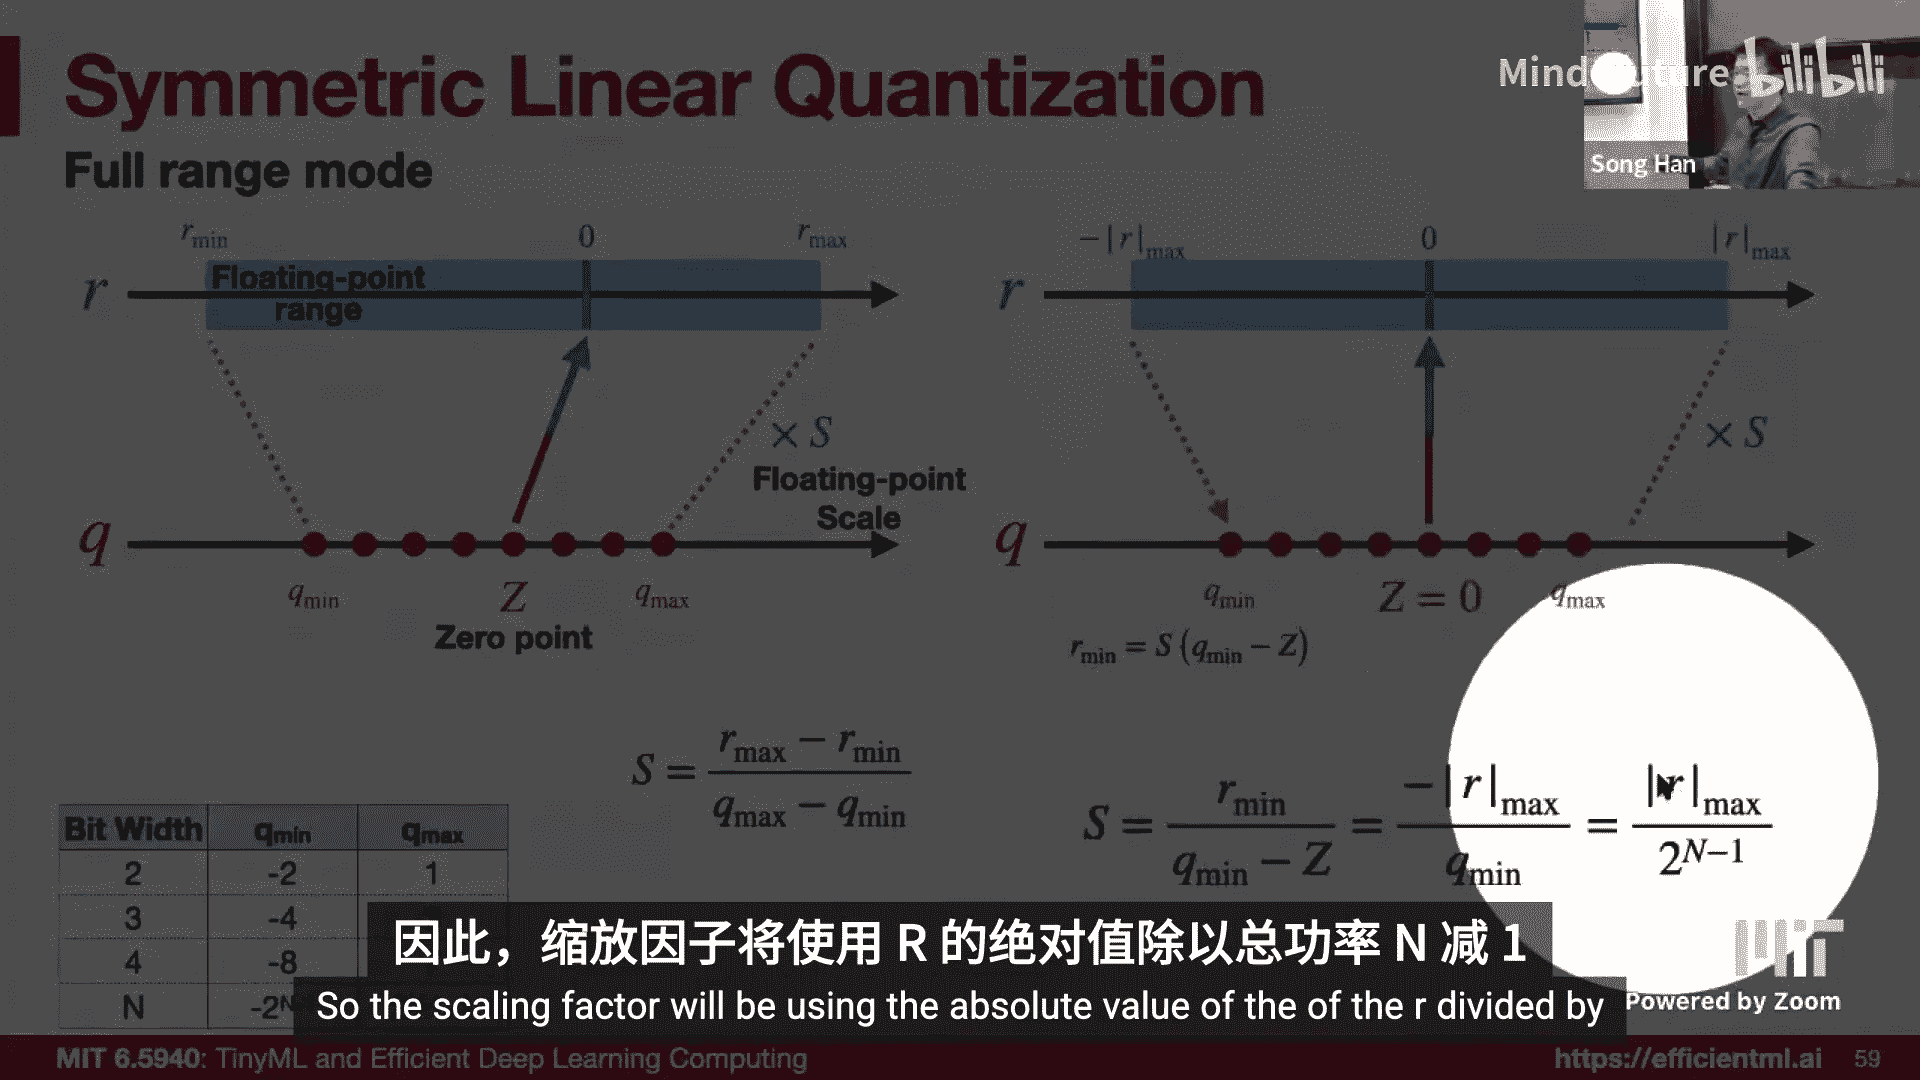 Symmetric Linear Quantization
Full range mode
Mind
uture
bilibili
Song Han
r_min
0
r_max
r
Floating-point
range
× S
Floating-point
Scale
q
q_min
Z
q_max
Zero point
−|r|_max
0
|r|_max
r
× S
q
q_min
Z = 0
q_max
r_min = S (q_min − Z)
S = (r_max − r_min) / (q_max − q_min)
S = r_min / (q_min − Z) = −|r|_max / q_min = |r|_max / 2^{N−1}
Bit Width q_min q_max
2 -2 1
3 -4
4 -8
N -2^N
因此，缩放因子将使用 R 的绝对值除以总功率 N 减 1
So the scaling factor will be using the absolute value of the of the r divided by
MIT
Powered by Zoom
MIT 6.5940: TinyML and Efficient Deep Learning Computing
https://efficientml.ai
59